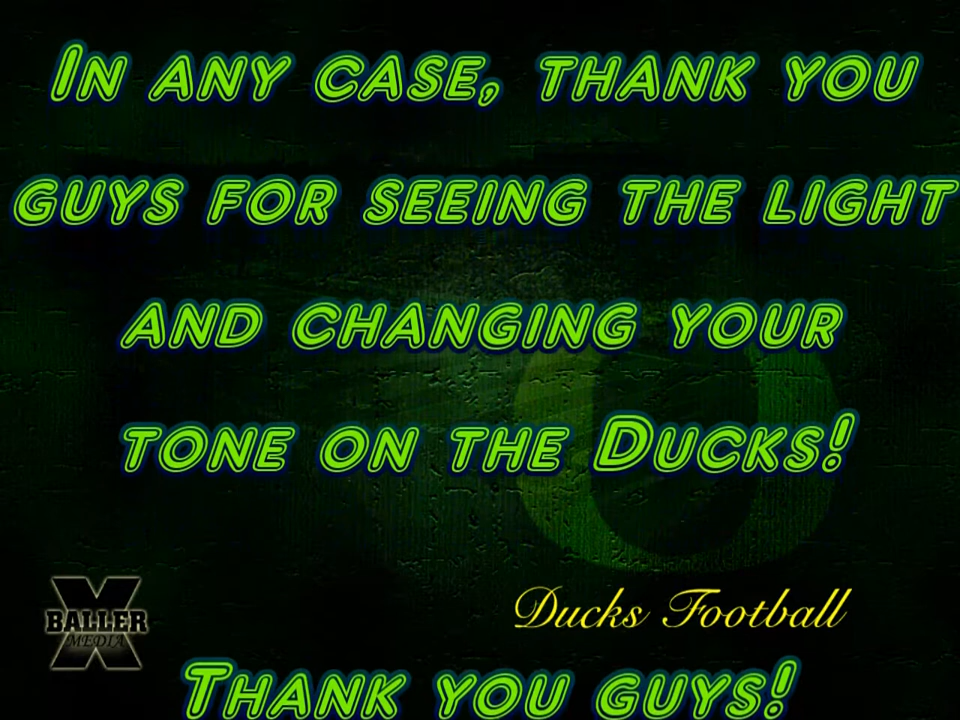 In any case, thank you
guys for seeing the light
and changing your
tone on the Ducks!
X
BALLER
MEDIA
Ducks Football
Thank you guys!